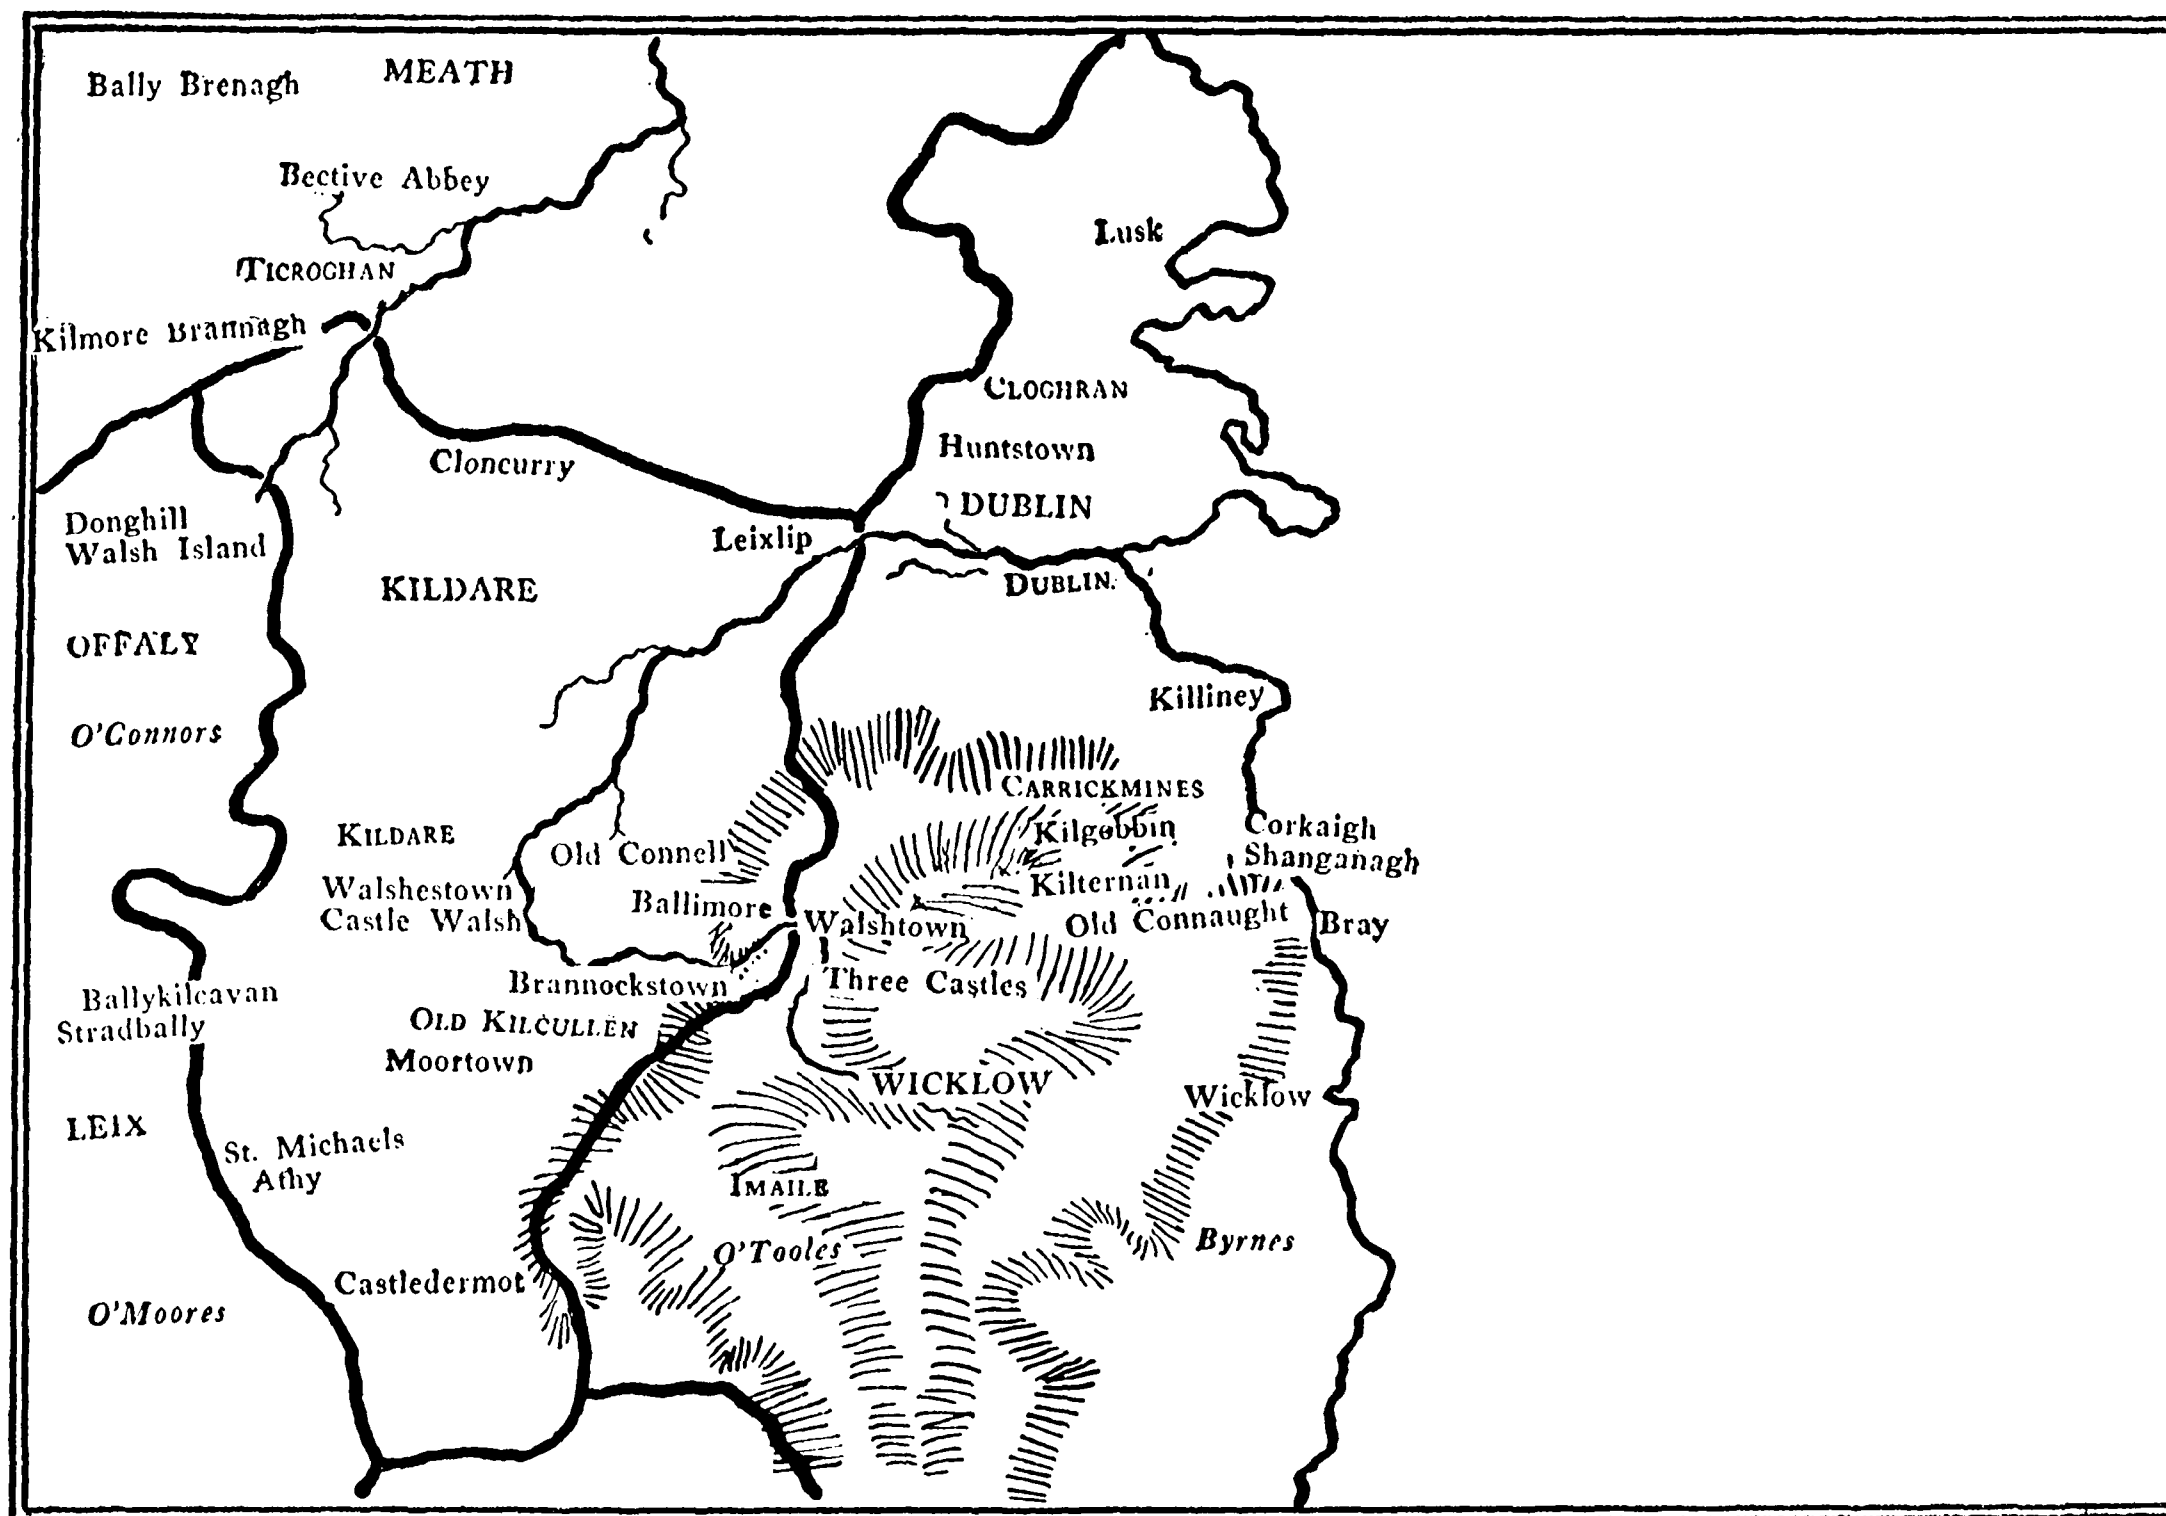 Bally Brenagh
MEATH
Bective Abbey
TICROGHAN
Kilmore Brannagh
Lusk
CLOGHRAN
Huntstown
DUBLIN
Cloncurry
Leixlip
DUBLIN
Donghill
Walsh Island
KILDARE
OFFALY
O'Connors
Killiney
CARRICKMINES
Kilgobbin
Corkaigh
Shanganagh
KILDARE
Old Connell
Kilternan
Walshestown
Castle Walsh
Ballimore
Walshtown
Old Connaught
Bray
Brannockstown
Three Castles
Ballykilcavan
Stradbally
OLD KILCULLEN
Moortown
WICKLOW
Wicklow
LEIX
St. Michaels
Athy
IMAILE
O'Tooles
Byrnes
Castledermot
O'Moores